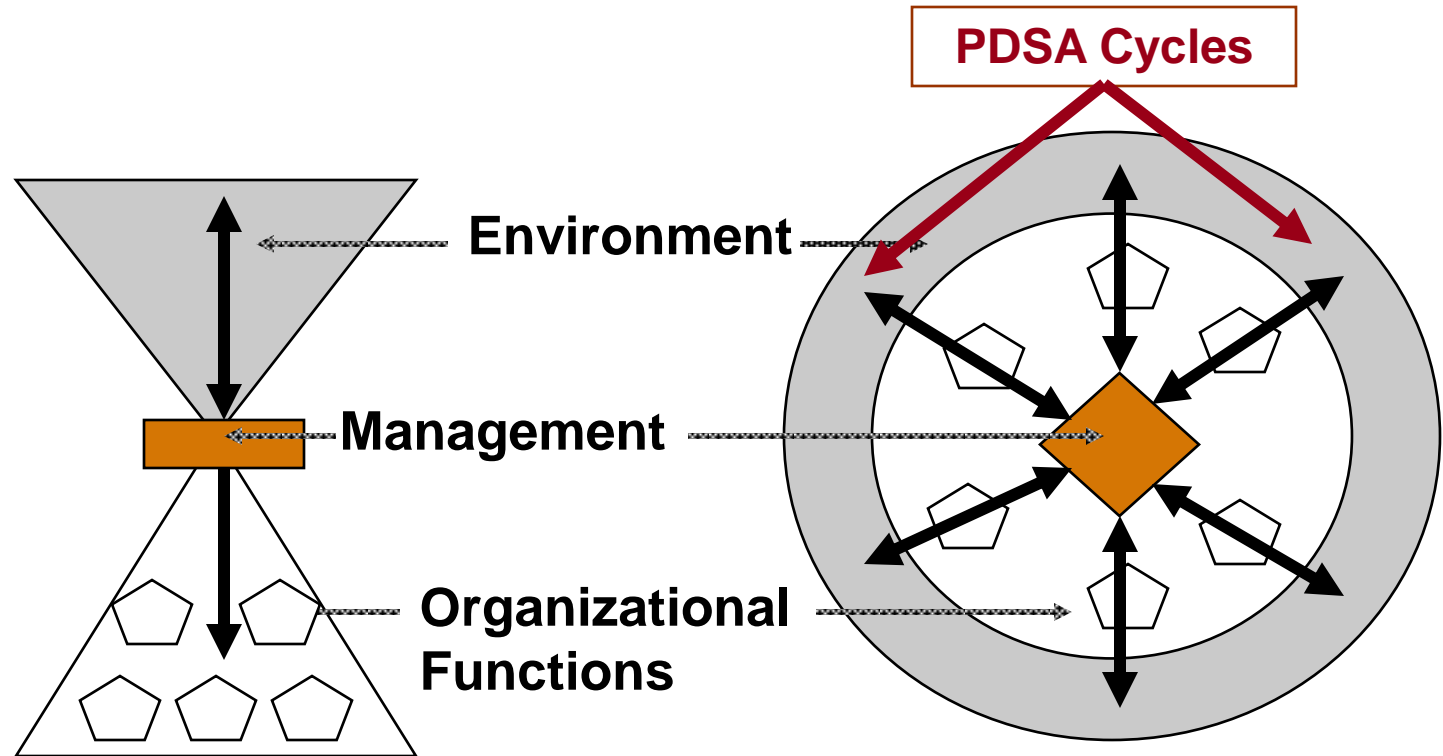 PDSA Cycles
Environment
Management
Organizational
Functions